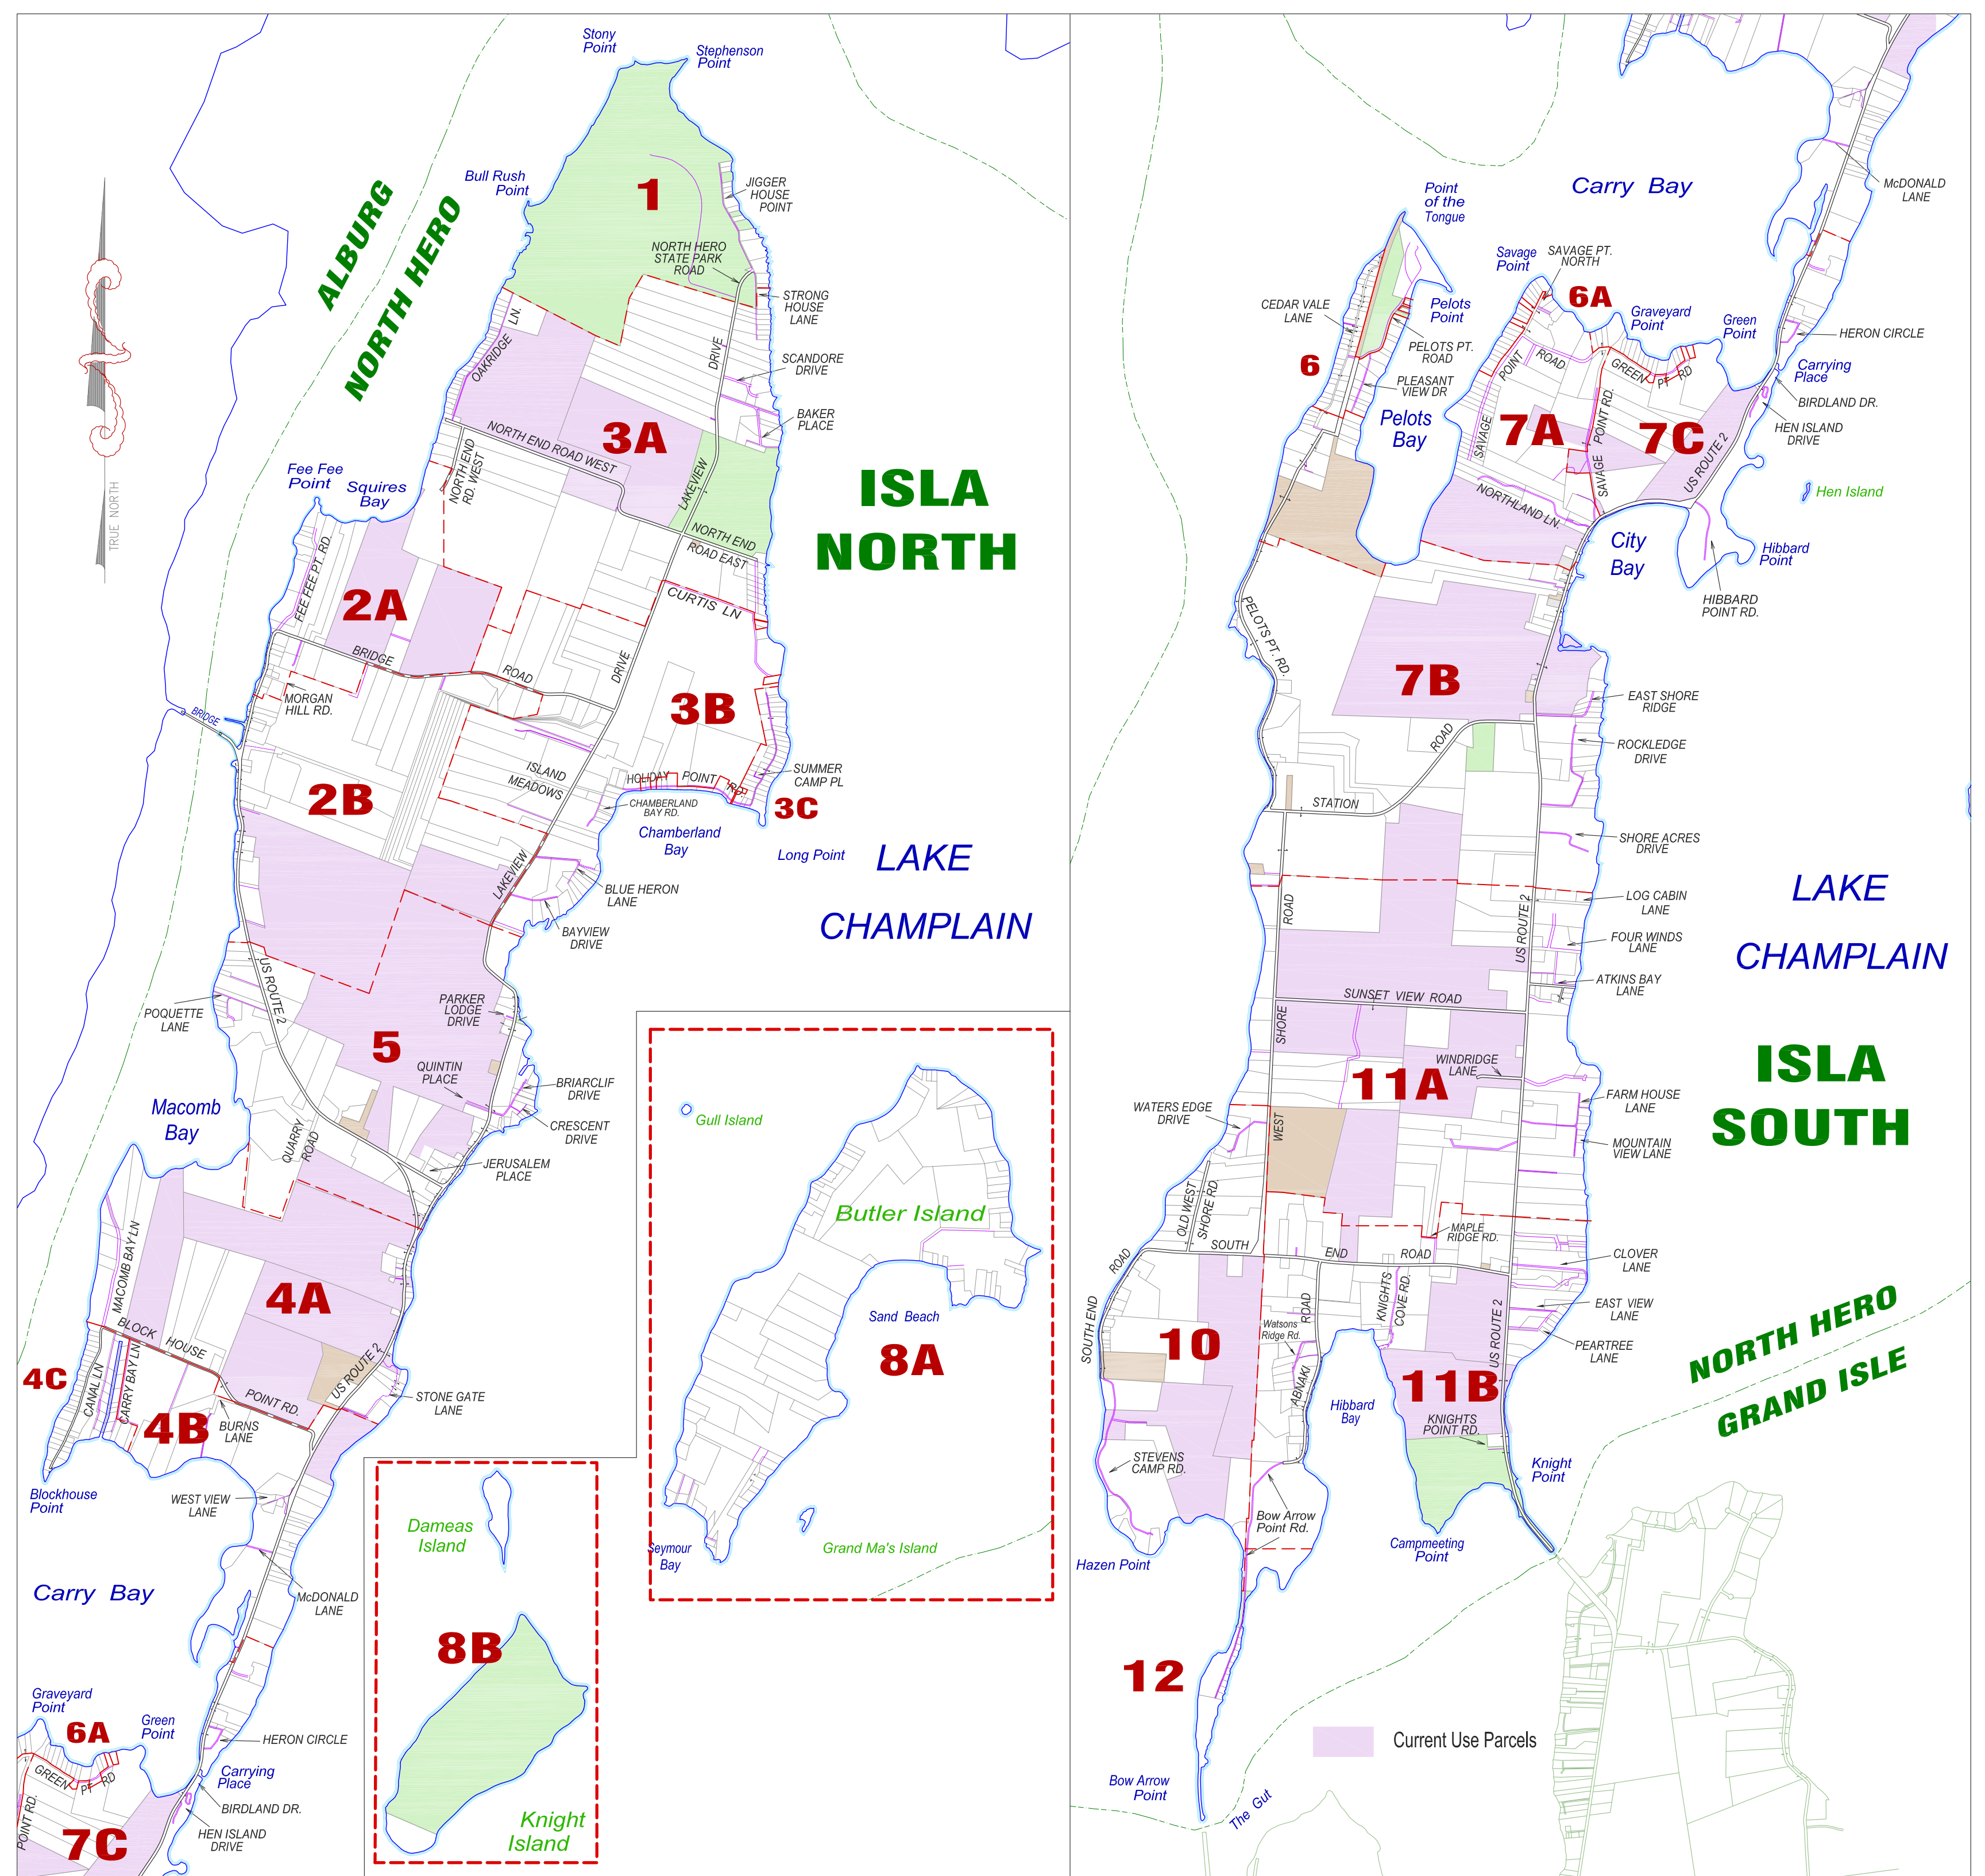 Stony
Point
Stephenson
Point
Bull Rush
Point
1
JIGGER
HOUSE
POINT
NORTH HERO
STATE PARK
ROAD
ALBURG
NORTH HERO
STRONG
HOUSE
LANE
OAKRIDGE
LN.
DRIVE
SCANDORE
DRIVE
BAKER
PLACE
3A
NORTH END ROAD WEST
NORTH END
RD. WEST
LAKEVIEW
TRUE NORTH
Fee Fee
Point
Squires
Bay
ISLA
NORTH
NORTH END
ROAD EAST
FEE FEE PT. RD.
2A
CURTIS LN
BRIDGE
ROAD
DRIVE
MORGAN
HILL RD.
BRIDGE
3B
2B
ISLAND
MEADOWS
HOLIDAY
POINT
RD.
SUMMER
CAMP PL
3C
CHAMBERLAND
BAY RD.
Chamberland
Bay
Long Point
LAKE
CHAMPLAIN
LAKEVIEW
BLUE HERON
LANE
BAYVIEW
DRIVE
US ROUTE 2
POQUETTE
LANE
PARKER
LODGE
DRIVE
5
QUINTIN
PLACE
BRIARCLIF
DRIVE
CRESCENT
DRIVE
Macomb
Bay
QUARRY
ROAD
JERUSALEM
PLACE
MACOMB BAY LN
4A
BLOCK
HOUSE
POINT RD.
US ROUTE 2
4C
CANAL LN
CARRY BAY LN
4B
BURNS
LANE
STONE GATE
LANE
Blockhouse
Point
WEST VIEW
LANE
Carry Bay
McDONALD
LANE
Graveyard
Point
6A
Green
Point
HERON CIRCLE
Carrying
Place
GREEN
PT
RD
POINT RD.
BIRDLAND DR.
HEN ISLAND
DRIVE
7C
Gull Island
Butler Island
Sand Beach
8A
Seymour
Bay
Grand Ma's Island
Dameas
Island
8B
Knight
Island
Carry Bay
McDONALD
LANE
Point
of the
Tongue
Savage
Point
SAVAGE PT.
NORTH
6A
CEDAR VALE
LANE
Pelots
Point
Graveyard
Point
Green
Point
HERON CIRCLE
6
PELOTS PT.
ROAD
PLEASANT
VIEW DR
POINT
ROAD
GREEN
PT
RD
Carrying
Place
BIRDLAND DR.
Pelots
Bay
SAVAGE
7A
POINT RD.
7C
HEN ISLAND
DRIVE
US ROUTE 2
SAVAGE
NORTHLAND LN.
Hen Island
City
Bay
Hibbard
Point
HIBBARD
POINT RD.
PELOTS PT. RD.
7B
EAST SHORE
RIDGE
ROAD
ROCKLEDGE
DRIVE
STATION
SHORE ACRES
DRIVE
LAKE
CHAMPLAIN
ROAD
US ROUTE 2
LOG CABIN
LANE
FOUR WINDS
LANE
ATKINS BAY
LANE
SUNSET VIEW ROAD
SHORE
WINDRIDGE
LANE
11A
ISLA
SOUTH
WATERS EDGE
DRIVE
WEST
FARM HOUSE
LANE
MOUNTAIN
VIEW LANE
OLD WEST
SHORE RD.
MAPLE
RIDGE RD.
SOUTH
END
ROAD
CLOVER
LANE
ROAD
SOUTH END
KNIGHTS
COVE RD.
ROAD
EAST VIEW
LANE
US ROUTE 2
PEARTREE
LANE
10
Watsons
Ridge Rd.
ABNAKI
11B
Hibbard
Bay
KNIGHTS
POINT RD.
NORTH HERO
GRAND ISLE
STEVENS
CAMP RD.
Knight
Point
Bow Arrow
Point Rd.
Hazen Point
Campmeeting
Point
12
Current Use Parcels
Bow Arrow
Point
The Gut